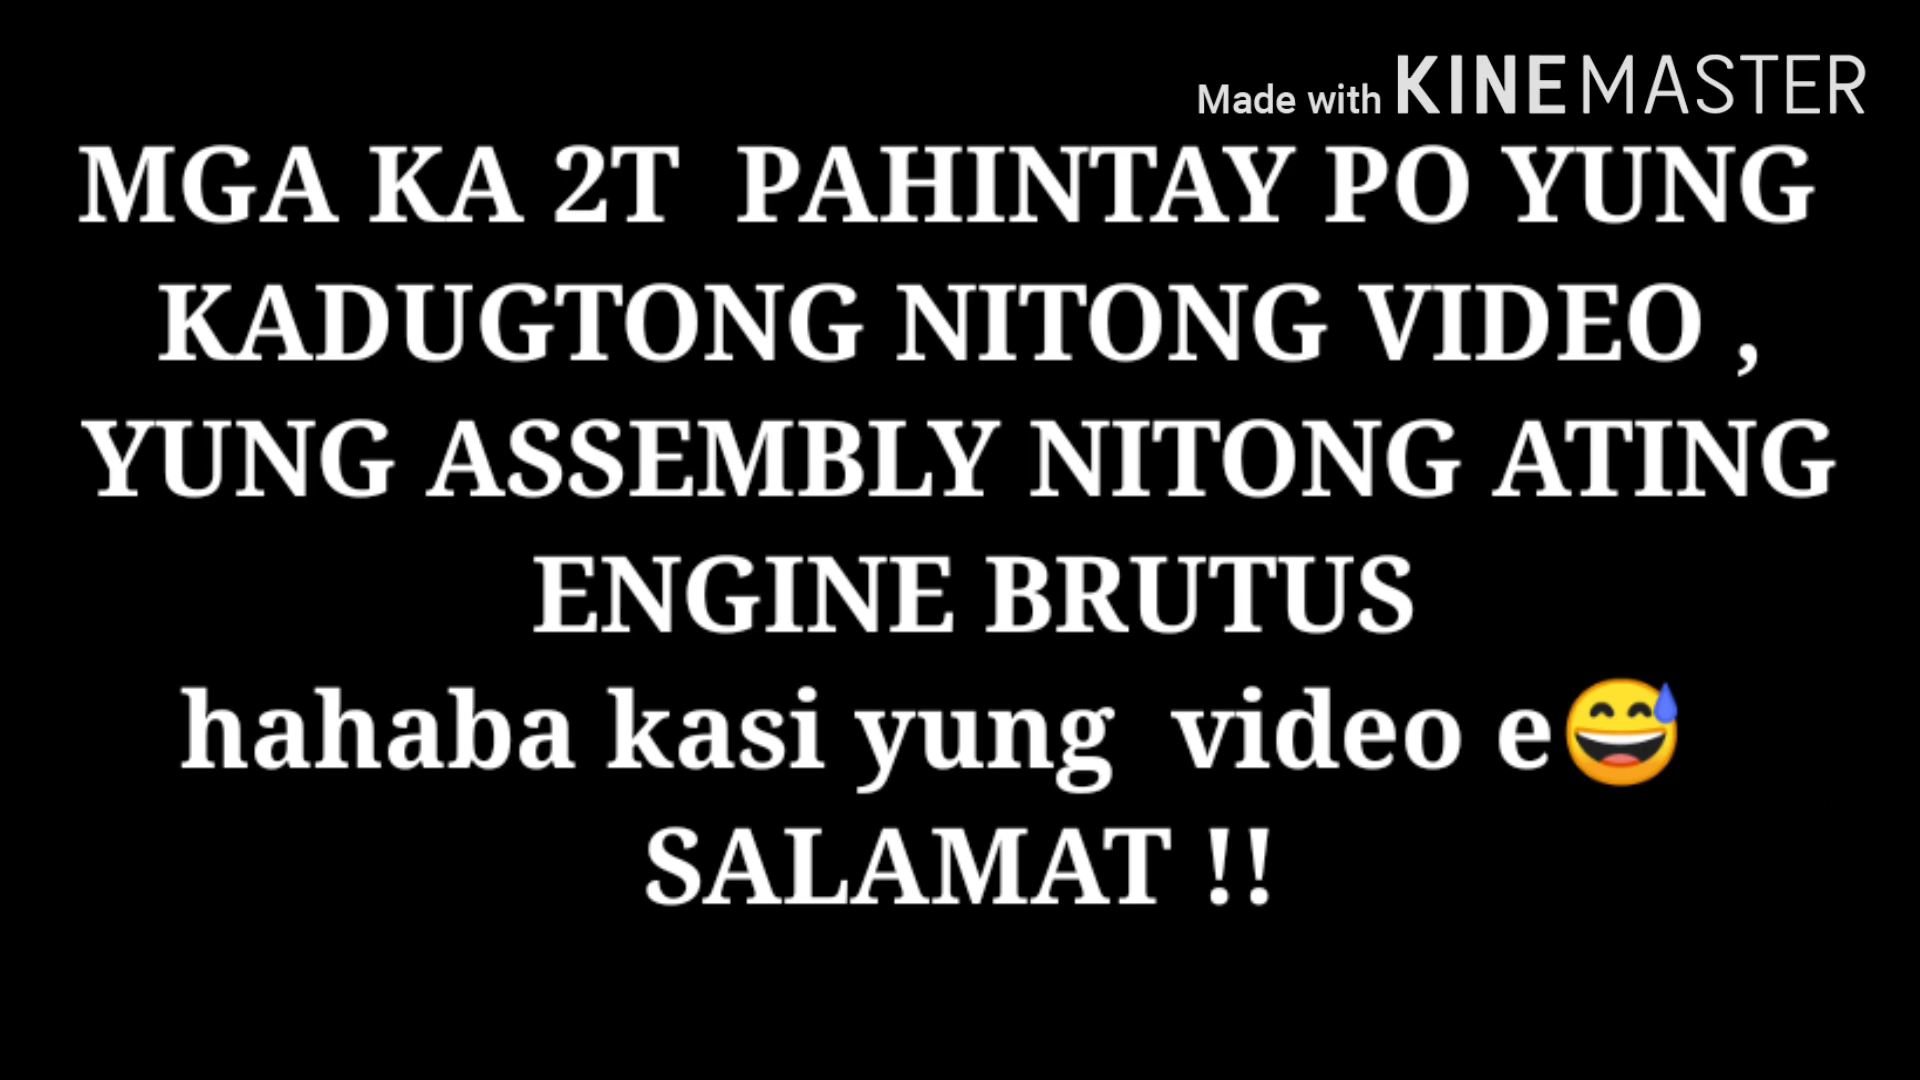 Made with KINEMASTER
MGA KA 2T PAHINTAY PO YUNG
KADUGTONG NITONG VIDEO ,
YUNG ASSEMBLY NITONG ATING
ENGINE BRUTUS
hahaba kasi yung video e😅
SALAMAT !!